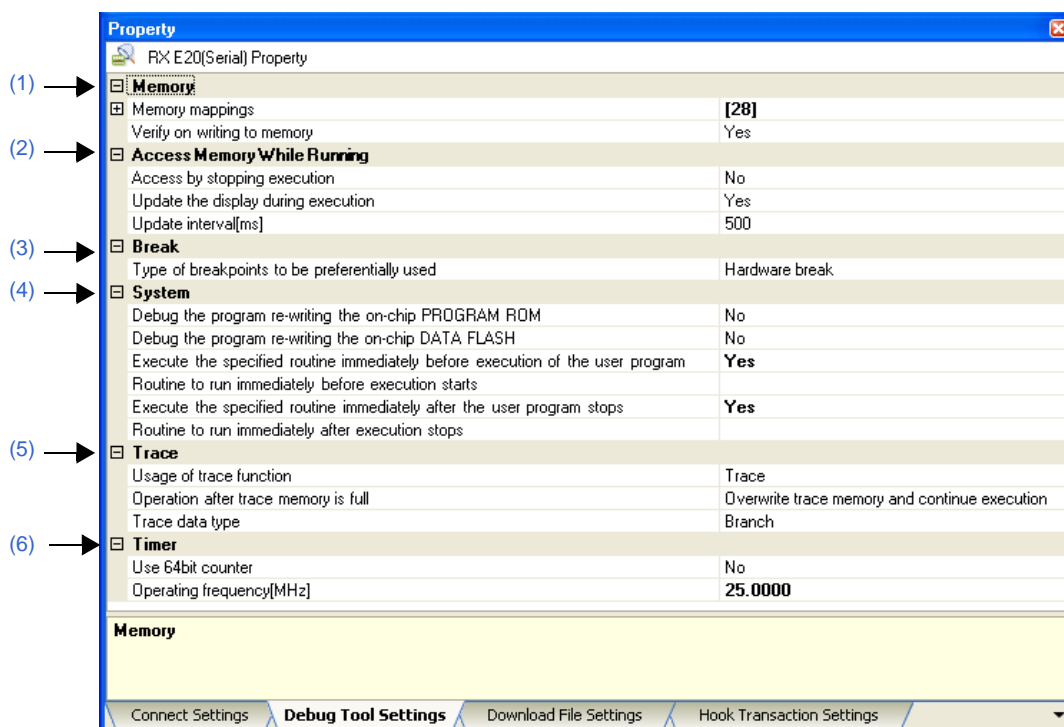 Property
RX E20(Serial) Property
(1) Memory
Memory mappings [28]
Verify on writing to memory Yes
(2) Access Memory While Running
Access by stopping execution No
Update the display during execution Yes
Update interval[ms] 500
(3) Break
Type of breakpoints to be preferentially used Hardware break
(4) System
Debug the program re-writing the on-chip PROGRAM ROM No
Debug the program re-writing the on-chip DATA FLASH No
Execute the specified routine immediately before execution of the user program Yes
Routine to run immediately before execution starts
Execute the specified routine immediately after the user program stops Yes
Routine to run immediately after execution stops
(5) Trace
Usage of trace function Trace
Operation after trace memory is full Overwrite trace memory and continue execution
Trace data type Branch
(6) Timer
Use 64bit counter No
Operating frequency[MHz] 25.0000
Memory
Connect Settings Debug Tool Settings Download File Settings Hook Transaction Settings